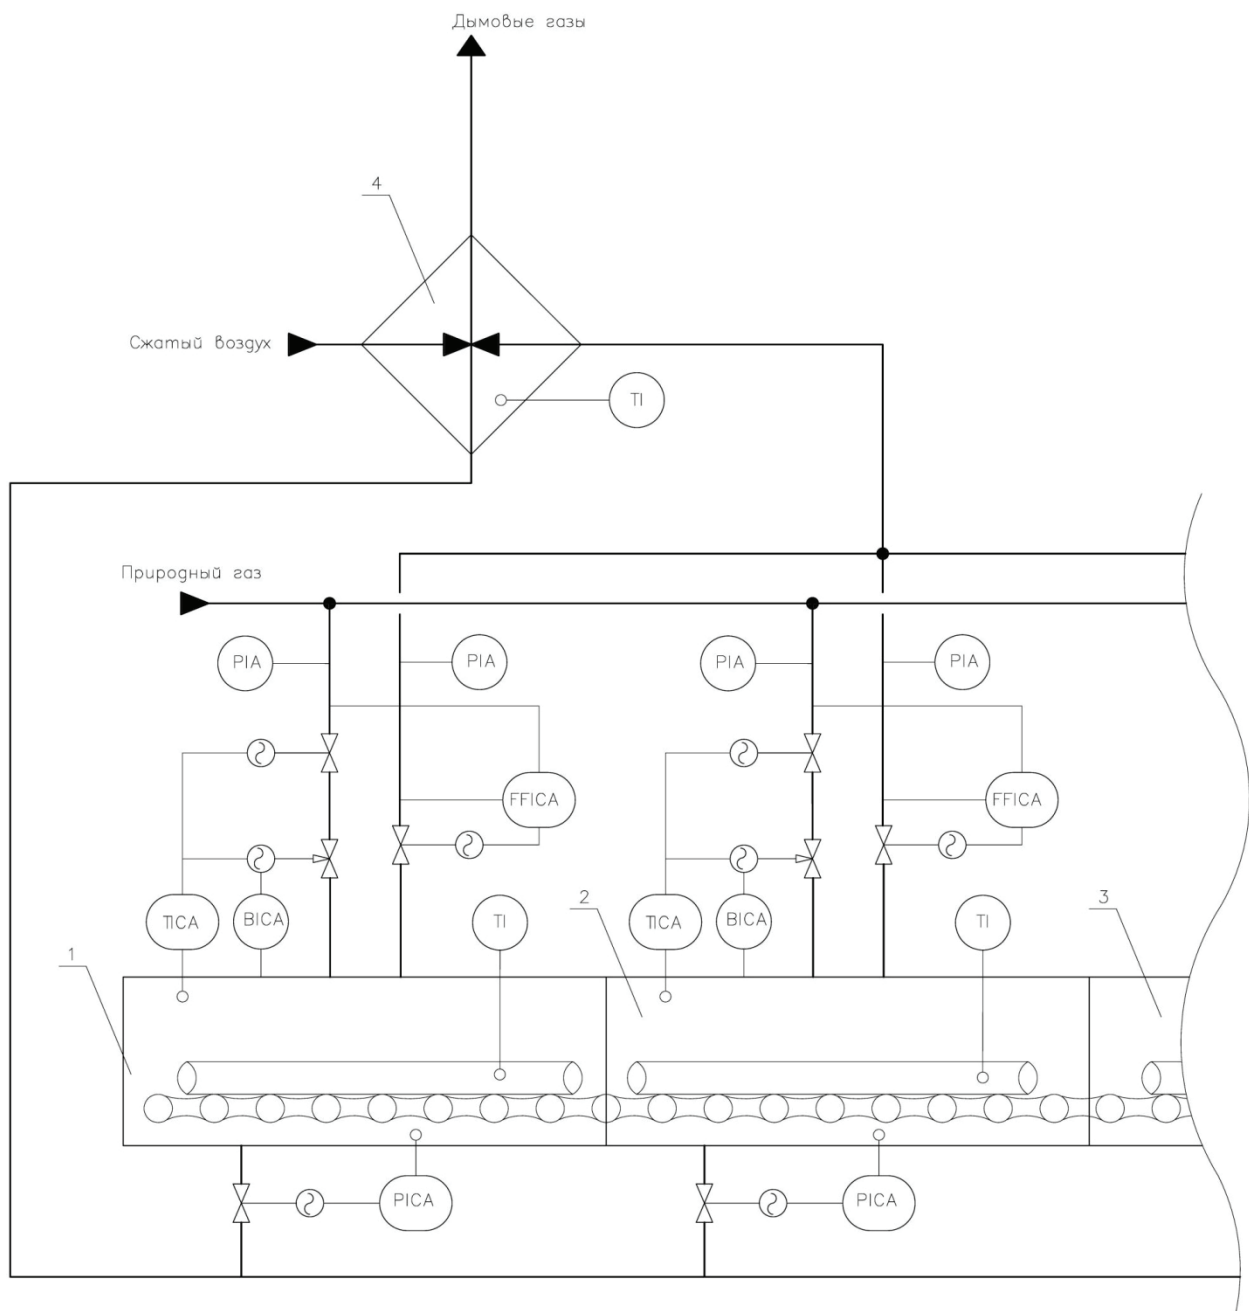 Дымовые газы
4
Сжатый воздух
TI
Природный газ
PIA
PIA
PIA
PIA
FFICA
FFICA
TICA
BICA
TI
2
TICA
BICA
TI
3
1
PICA
PICA